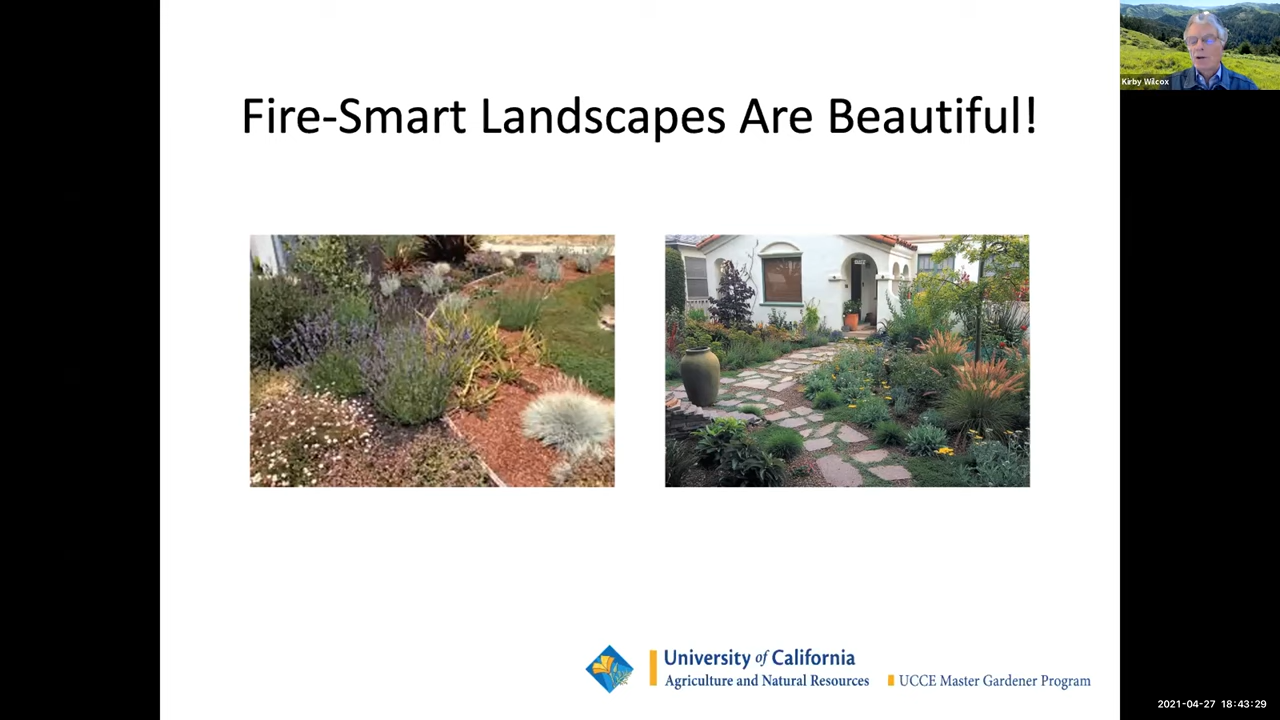 Kirby Wilcox
Fire-Smart Landscapes Are Beautiful!
University of California
Agriculture and Natural Resources
UCCE Master Gardener Program
2021-04-27 18:43:29